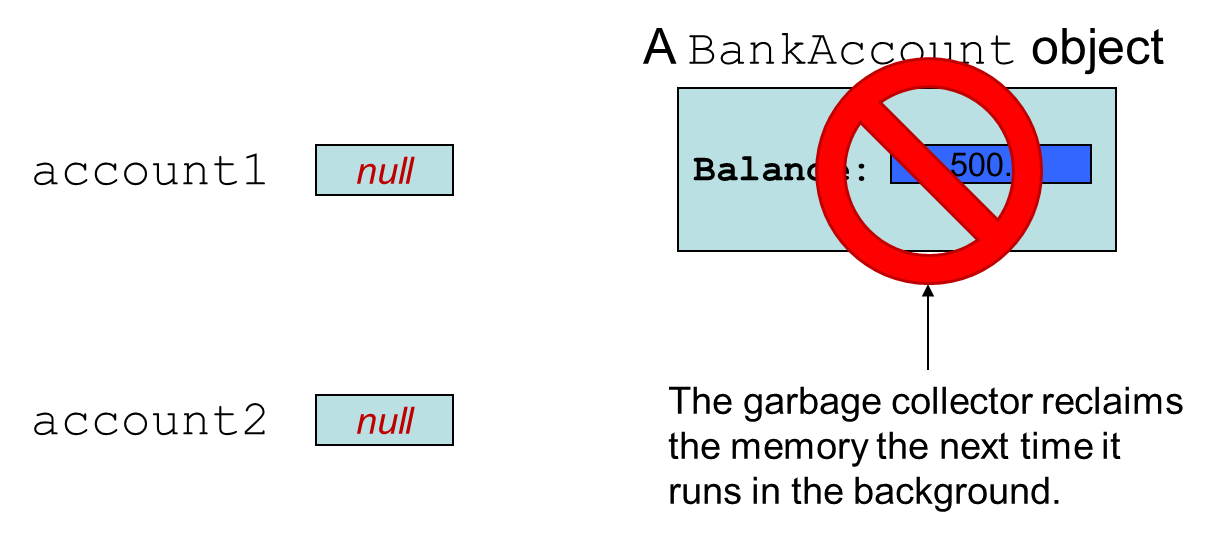 A BankAccount object
account1 null
Balance: 500.
account2 null
The garbage collector reclaims
the memory the next time it
runs in the background.